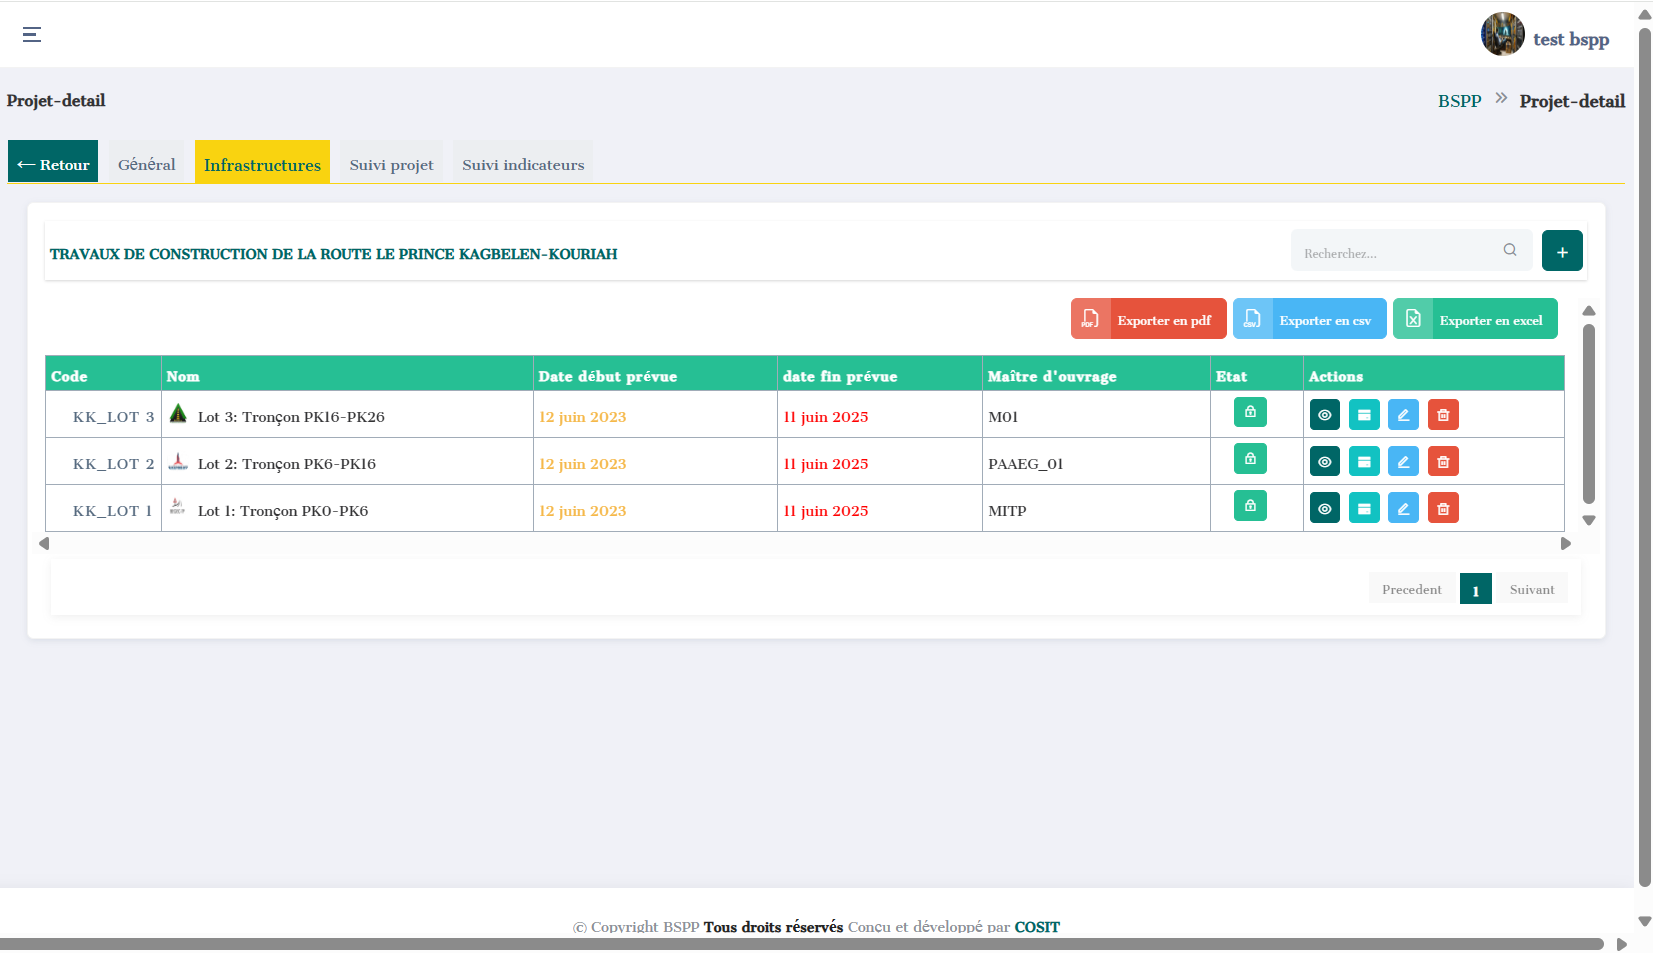 test bspp
Projet-detail
BSPP » Projet-detail
← Retour Général Infrastructures Suivi projet Suivi indicateurs
TRAVAUX DE CONSTRUCTION DE LA ROUTE LE PRINCE KAGBELEN-KOURIAH
Recherchez...
+
PDF Exporter en pdf CSV Exporter en csv X Exporter en excel
Code Nom Date début prévue date fin prévue Maître d'ouvrage Etat Actions
KK_LOT 3 Lot 3: Tronçon PK16-PK26 12 juin 2023 11 juin 2025 M01
KK_LOT 2 Lot 2: Tronçon PK6-PK16 12 juin 2023 11 juin 2025 PAAEG_01
KK_LOT 1 Lot 1: Tronçon PK0-PK6 12 juin 2023 11 juin 2025 MITP
Precedent 1 Suivant
© Copyright BSPP Tous droits réservés Conçu et développé par COSIT